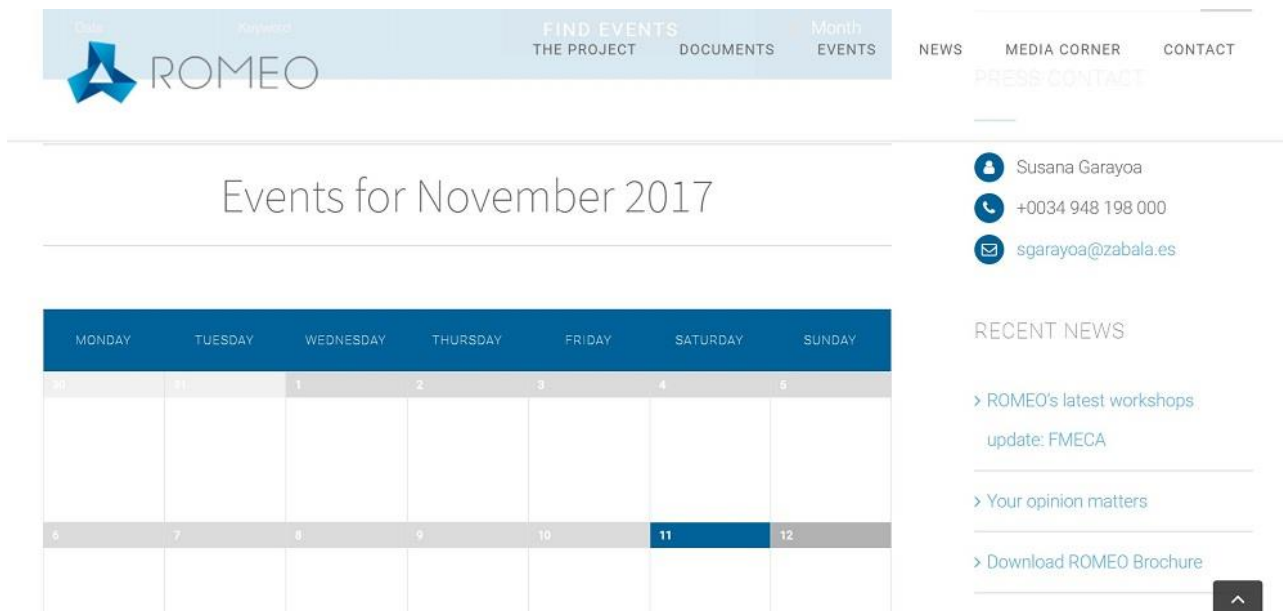 Date
Keyword
FIND EVENTS
Month
ROMEO
THE PROJECT
DOCUMENTS
EVENTS
NEWS
MEDIA CORNER
CONTACT
PRESS CONTACT
Events for November 2017
Susana Garayoa
+0034 948 198 000
sgarayoa@zabala.es
MONDAY
TUESDAY
WEDNESDAY
THURSDAY
FRIDAY
SATURDAY
SUNDAY
30
31
1
2
3
4
5
6
7
8
9
10
11
12
RECENT NEWS
> ROMEO's latest workshops
update: FMECA
> Your opinion matters
> Download ROMEO Brochure